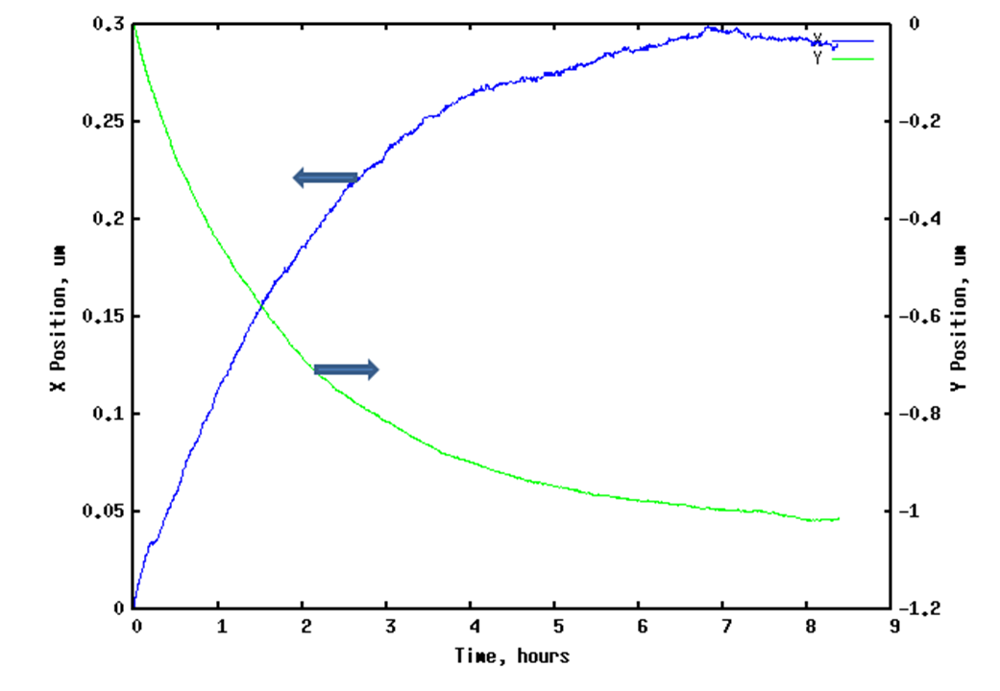 0.3
0.25
0.2
0.15
0.1
0.05
0
X Position, um
0
-0.2
-0.4
-0.6
-0.8
-1
-1.2
Y Position, um
X
Y
0 1 2 3 4 5 6 7 8 9
Time, hours